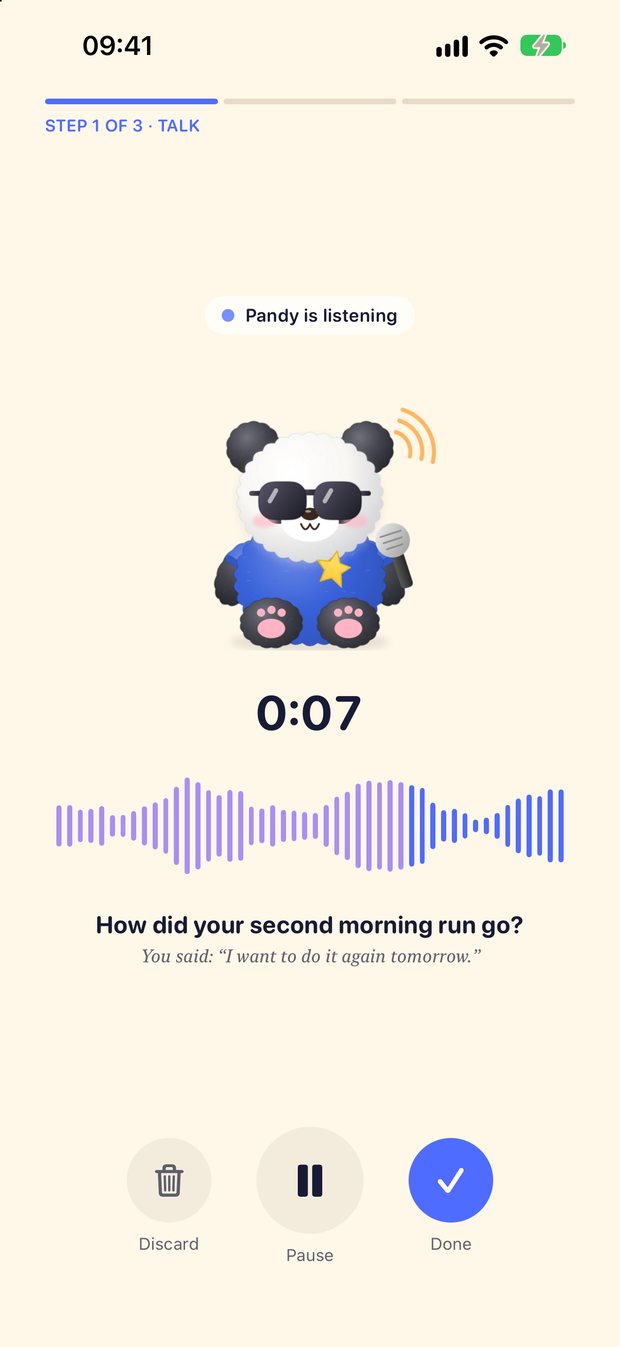 09:41
STEP 1 OF 3 · TALK
Pandy is listening
0:07
How did your second morning run go?
You said: “I want to do it again tomorrow.”
Discard
Pause
Done